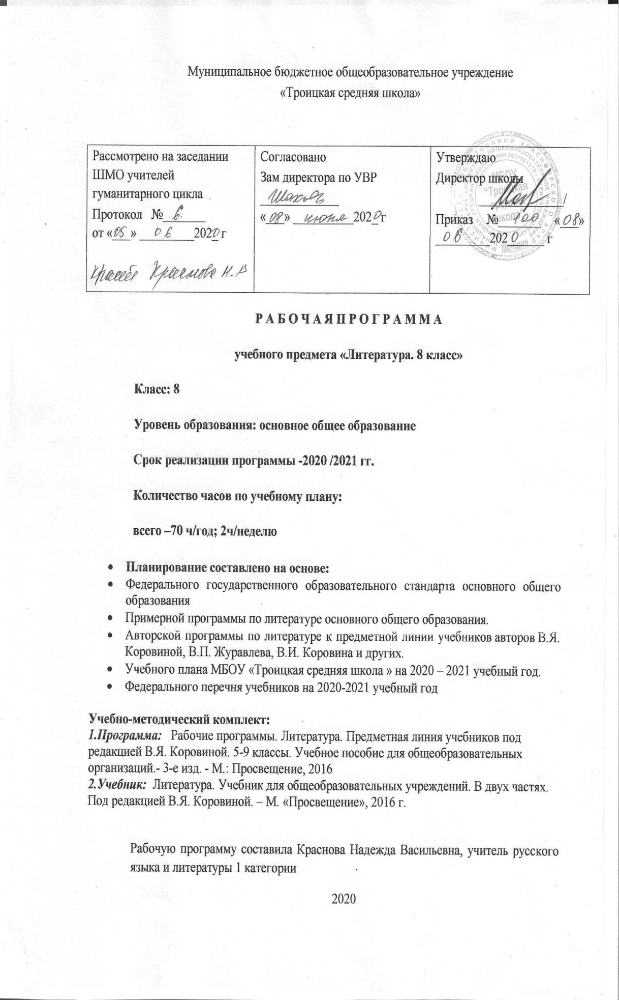 Муниципальное бюджетное общеобразовательное учреждение
«Троицкая средняя школа»
Рассмотрено на заседании
ШМО учителей
гуманитарного цикла
Протокол № 6
от «05» 06 2020 г
Краснова Н.В
Согласовано
Зам директора по УВР
«08» июня 2020 г
Утверждаю
Директор школы
/
Приказ № 100 «08»
06 2020 г
МБОУ
"Троицкая
школа"
Р А Б О Ч А Я П Р О Г Р А М М А
учебного предмета «Литература. 8 класс»
Класс: 8
Уровень образования: основное общее образование
Срок реализации программы -2020 /2021 гг.
Количество часов по учебному плану:
всего –70 ч/год; 2ч/неделю
• Планирование составлено на основе:
• Федерального государственного образовательного стандарта основного общего
образования
• Примерной программы по литературе основного общего образования.
• Авторской программы по литературе к предметной линии учебников авторов В.Я.
Коровиной, В.П. Журавлева, В.И. Коровина и других.
• Учебного плана МБОУ «Троицкая средняя школа » на 2020 – 2021 учебный год.
• Федерального перечня учебников на 2020-2021 учебный год
Учебно-методический комплект:
1.Программа: Рабочие программы. Литература. Предметная линия учебников под
редакцией В.Я. Коровиной. 5-9 классы. Учебное пособие для общеобразовательных
организаций.- 3-е изд. - М.: Просвещение, 2016
2.Учебник: Литература. Учебник для общеобразовательных учреждений. В двух частях.
Под редакцией В.Я. Коровиной. – М. «Просвещение», 2016 г.
Рабочую программу составила Краснова Надежда Васильевна, учитель русского
языка и литературы 1 категории
2020